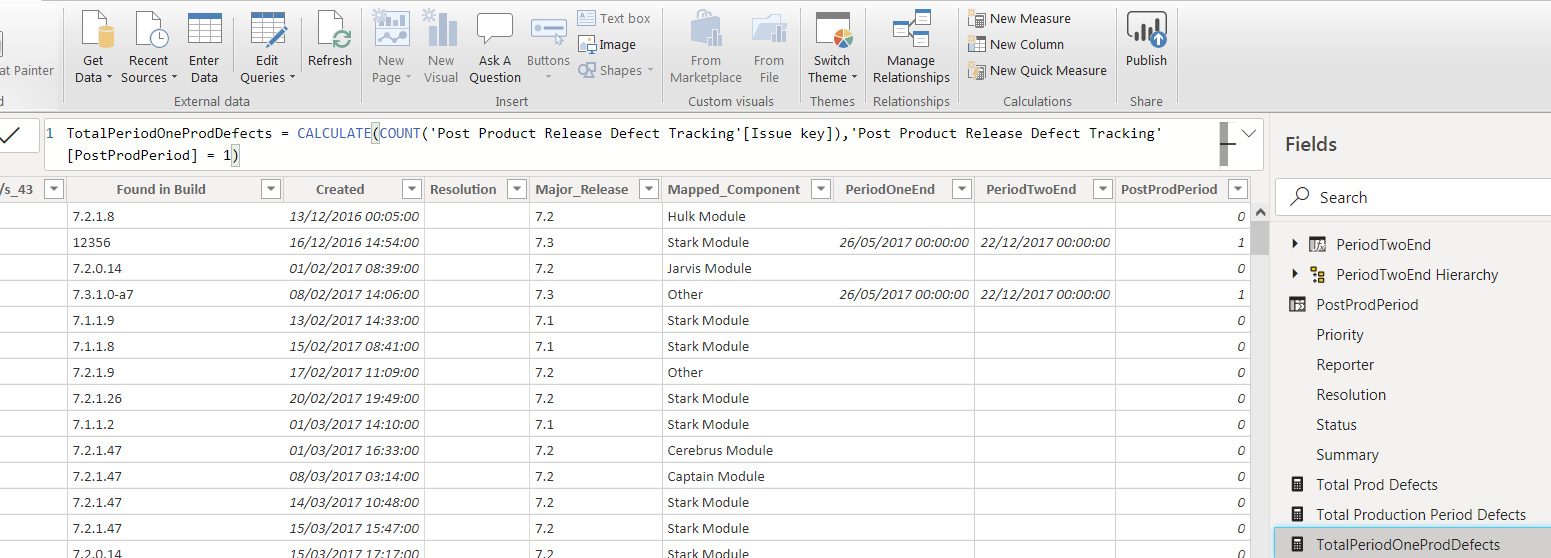 at Painter
d
Get Data
Recent Sources
Enter Data
Edit Queries
Refresh
External data
New Page
New Visual
Ask A Question
Buttons
Text box
Image
Shapes
Insert
From Marketplace
From File
Custom visuals
Switch Theme
Themes
Manage Relationships
Relationships
New Measure
New Column
New Quick Measure
Calculations
Publish
Share
1 TotalPeriodOneProdDefects = CALCULATE(COUNT('Post Product Release Defect Tracking'[Issue key]),'Post Product Release Defect Tracking'
[PostProdPeriod] = 1)
/s_43 Found in Build Created Resolution Major_Release Mapped_Component PeriodOneEnd PeriodTwoEnd PostProdPeriod
7.2.1.8 13/12/2016 00:05:00 7.2 Hulk Module 0
12356 16/12/2016 14:54:00 7.3 Stark Module 26/05/2017 00:00:00 22/12/2017 00:00:00 1
7.2.0.14 01/02/2017 08:39:00 7.2 Jarvis Module 0
7.3.1.0-a7 08/02/2017 14:06:00 7.3 Other 26/05/2017 00:00:00 22/12/2017 00:00:00 1
7.1.1.9 13/02/2017 14:33:00 7.1 Stark Module 0
7.1.1.8 15/02/2017 08:41:00 7.1 Stark Module 0
7.2.1.9 17/02/2017 11:09:00 7.2 Other 0
7.2.1.26 20/02/2017 19:49:00 7.2 Stark Module 0
7.1.1.2 01/03/2017 14:10:00 7.1 Stark Module 0
7.2.1.47 01/03/2017 16:33:00 7.2 Cerebrus Module 0
7.2.1.47 08/03/2017 03:14:00 7.2 Captain Module 0
7.2.1.47 14/03/2017 10:48:00 7.2 Stark Module 0
7.2.1.47 15/03/2017 15:47:00 7.2 Stark Module 0
7.2.0.14 15/03/2017 17:17:00 7.2 Stark Module 0
Fields
Search
PeriodTwoEnd
PeriodTwoEnd Hierarchy
PostProdPeriod
Priority
Reporter
Resolution
Status
Summary
Total Prod Defects
Total Production Period Defects
TotalPeriodOneProdDefects